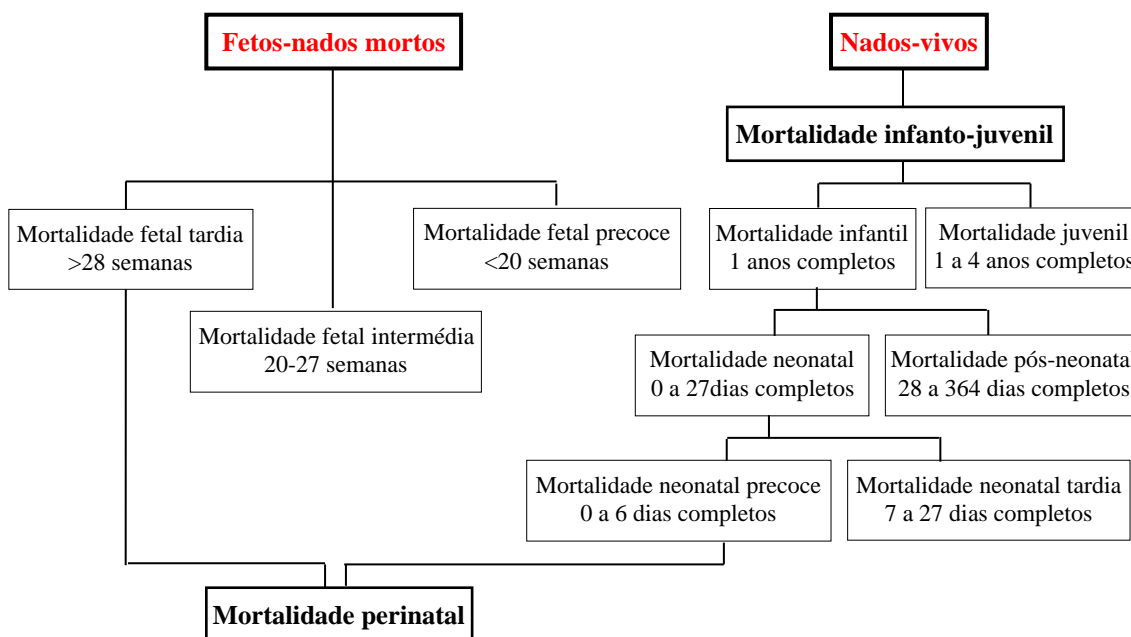 Fetos-nados mortos
Nados-vivos
Mortalidade infanto-juvenil
Mortalidade fetal tardia
>28 semanas
Mortalidade fetal precoce
<20 semanas
Mortalidade infantil
1 anos completos
Mortalidade juvenil
1 a 4 anos completos
Mortalidade fetal intermédia
20-27 semanas
Mortalidade neonatal
0 a 27dias completos
Mortalidade pós-neonatal
28 a 364 dias completos
Mortalidade neonatal precoce
0 a 6 dias completos
Mortalidade neonatal tardia
7 a 27 dias completos
Mortalidade perinatal